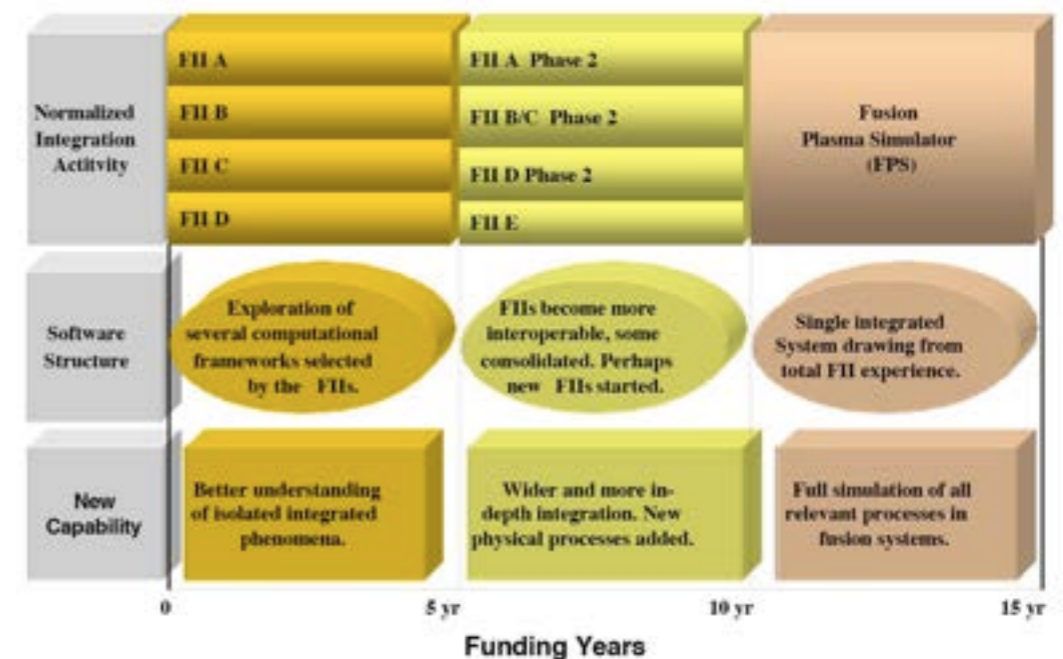 Normalized
Integration
Actitvity
FII A
FII B
FII C
FII D
FII A Phase 2
FII B/C Phase 2
FII D Phase 2
FII E
Fusion
Plasma Simulator
(FPS)
Software
Structure
Exploration of
several computational
frameworks selected
by the FIIs.
FIIs become more
interoperable, some
consolidated. Perhaps
new FIIs started.
Single integrated
System drawing from
total FII experience.
New
Capability
Better understanding
of isolated integrated
phenomena.
Wider and more in-
depth integration. New
physical processes added.
Full simulation of all
relevant processes in
fusion systems.
0
5 yr
10 yr
15 yr
Funding Years